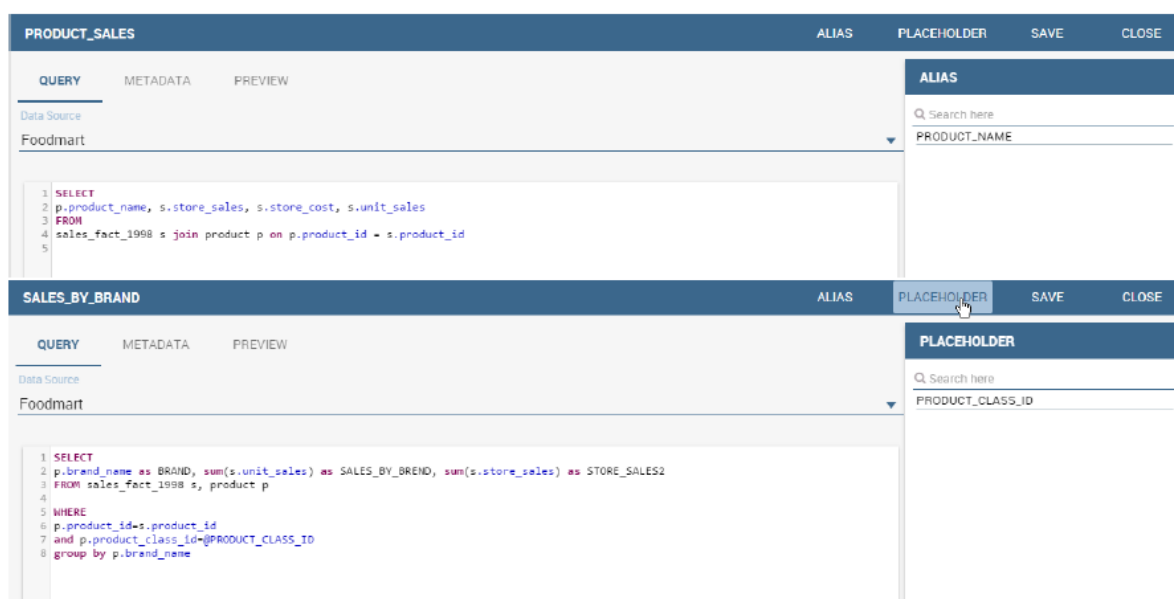 PRODUCT_SALES ALIAS PLACEHOLDER SAVE CLOSE
QUERY METADATA PREVIEW
Data Source
Foodmart
1 SELECT
2 p.product_name, s.store_sales, s.store_cost, s.unit_sales
3 FROM
4 sales_fact_1998 s join product p on p.product_id = s.product_id
5
ALIAS
Search here
PRODUCT_NAME
SALES_BY_BRAND ALIAS PLACEHOLDER SAVE CLOSE
QUERY METADATA PREVIEW
Data Source
Foodmart
1 SELECT
2 p.brand_name as BRAND, sum(s.unit_sales) as SALES_BY_BREND, sum(s.store_sales) as STORE_SALES2
3 FROM sales_fact_1998 s, product p
4
5 WHERE
6 p.product_id=s.product_id
7 and p.product_class_id=@PRODUCT_CLASS_ID
8 group by p.brand_name
PLACEHOLDER
Search here
PRODUCT_CLASS_ID